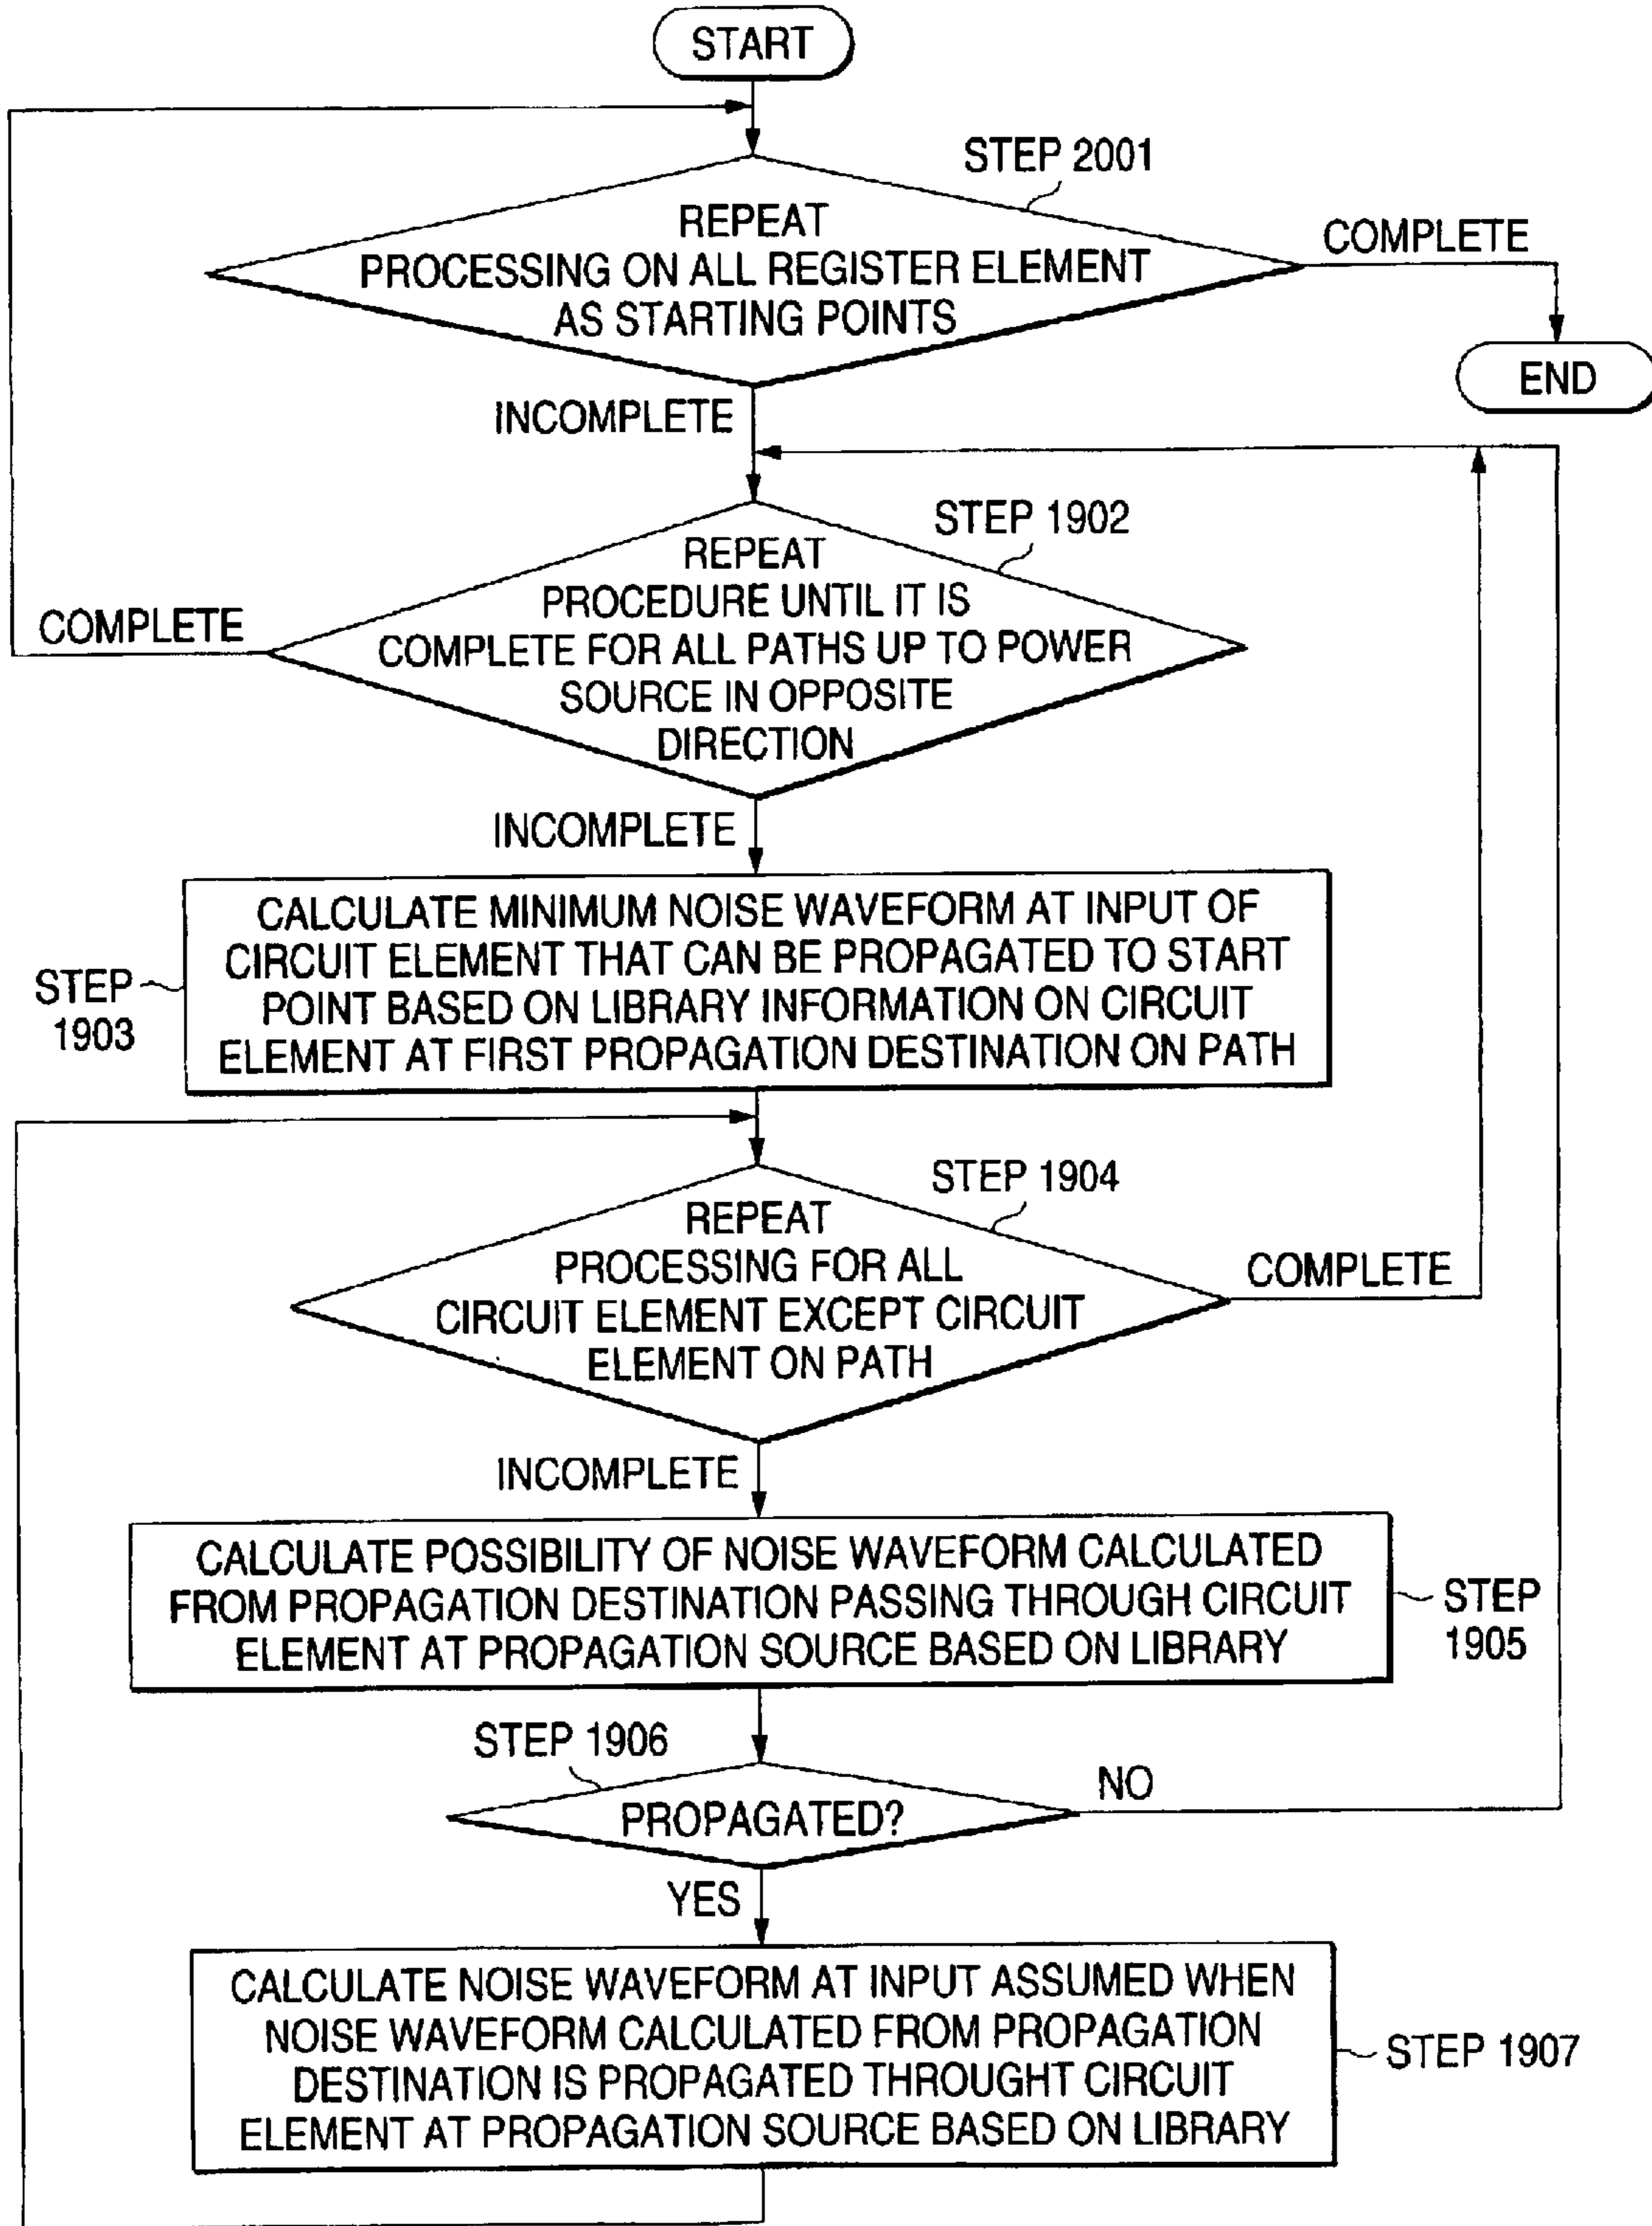 START
STEP 2001
REPEAT
PROCESSING ON ALL REGISTER ELEMENT
AS STARTING POINTS
COMPLETE
END
INCOMPLETE
STEP 1902
REPEAT
PROCEDURE UNTIL IT IS
COMPLETE FOR ALL PATHS UP TO POWER
SOURCE IN OPPOSITE
DIRECTION
COMPLETE
INCOMPLETE
STEP
1903
CALCULATE MINIMUM NOISE WAVEFORM AT INPUT OF
CIRCUIT ELEMENT THAT CAN BE PROPAGATED TO START
POINT BASED ON LIBRARY INFORMATION ON CIRCUIT
ELEMENT AT FIRST PROPAGATION DESTINATION ON PATH
STEP 1904
REPEAT
PROCESSING FOR ALL
CIRCUIT ELEMENT EXCEPT CIRCUIT
ELEMENT ON PATH
COMPLETE
INCOMPLETE
CALCULATE POSSIBILITY OF NOISE WAVEFORM CALCULATED
FROM PROPAGATION DESTINATION PASSING THROUGH CIRCUIT
ELEMENT AT PROPAGATION SOURCE BASED ON LIBRARY
STEP
1905
STEP 1906
PROPAGATED?
NO
YES
CALCULATE NOISE WAVEFORM AT INPUT ASSUMED WHEN
NOISE WAVEFORM CALCULATED FROM PROPAGATION
DESTINATION IS PROPAGATED THROUGHT CIRCUIT
ELEMENT AT PROPAGATION SOURCE BASED ON LIBRARY
STEP 1907